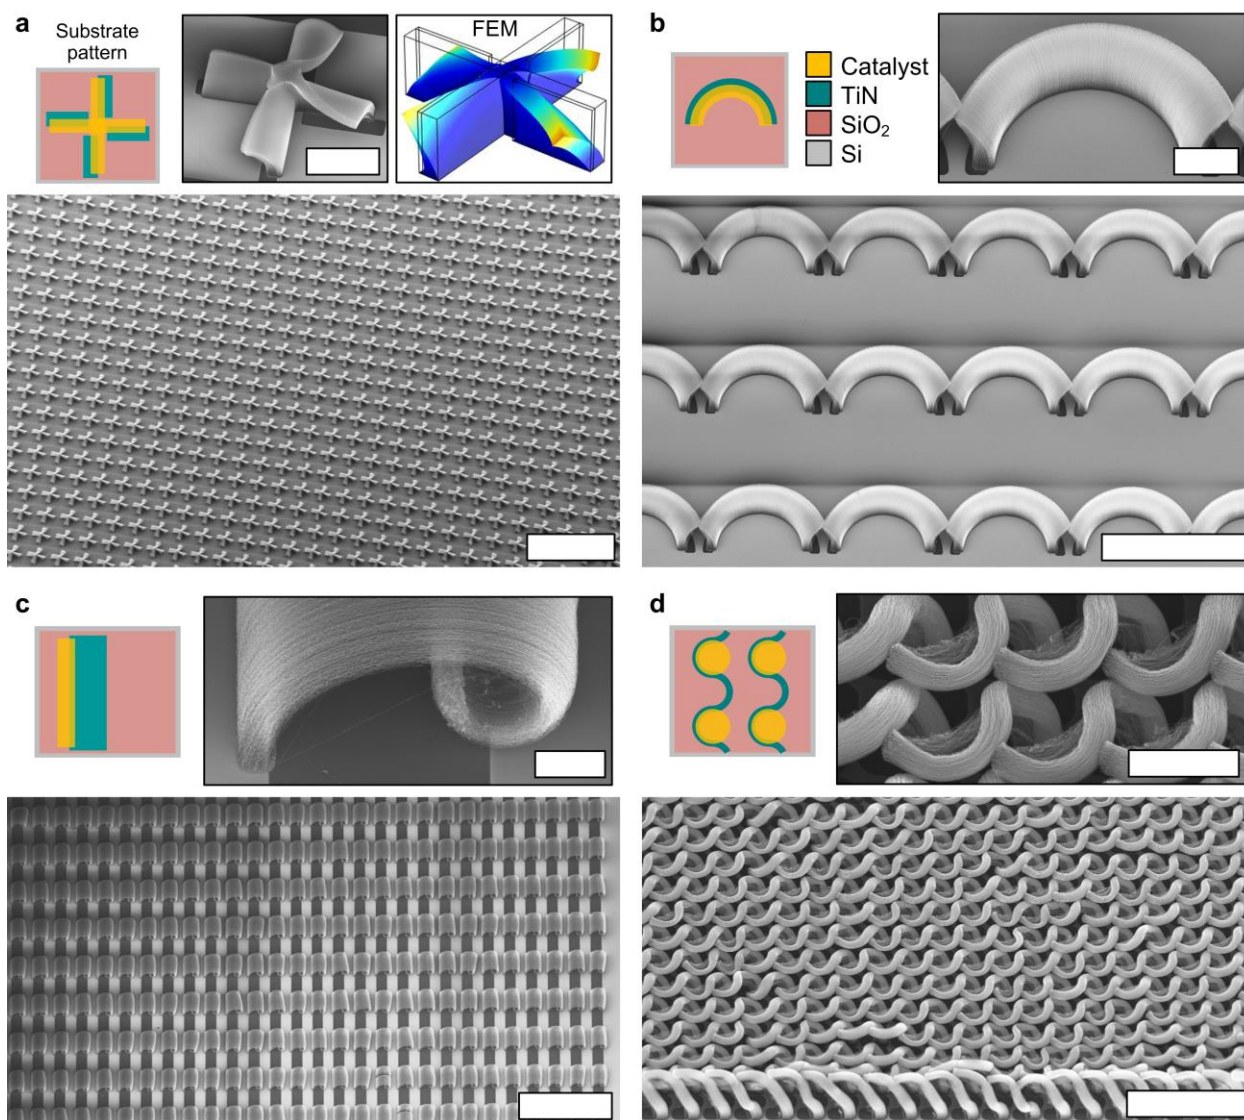 a
Substrate
pattern
FEM
b
Catalyst
TiN
SiO₂
Si
c
d